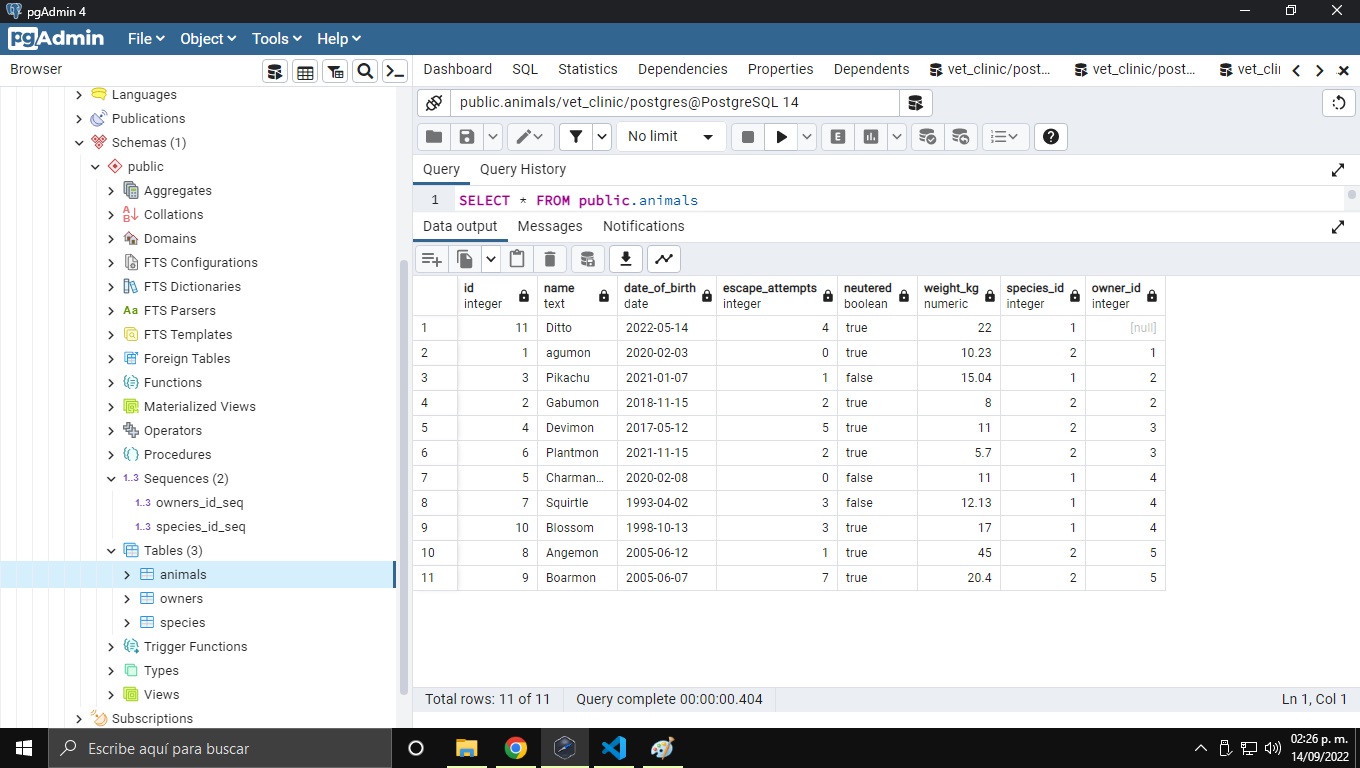 pgAdmin 4
pgAdmin File Object Tools Help
Browser
Dashboard SQL Statistics Dependencies Properties Dependents vet_clinic/post... vet_clinic/post... vet_cli
Languages
Publications
Schemas (1)
public
Aggregates
Collations
Domains
FTS Configurations
FTS Dictionaries
Aa FTS Parsers
FTS Templates
Foreign Tables
Functions
Materialized Views
Operators
Procedures
1..3 Sequences (2)
1..3 owners_id_seq
1..3 species_id_seq
Tables (3)
animals
owners
species
Trigger Functions
Types
Views
Subscriptions
public.animals/vet_clinic/postgres@PostgreSQL 14
No limit E
Query Query History
1 SELECT * FROM public.animals
Data output Messages Notifications
id name date_of_birth escape_attempts neutered weight_kg species_id owner_id
integer text date integer boolean numeric integer integer
1 11 Ditto 2022-05-14 4 true 22 1 [null]
2 1 agumon 2020-02-03 0 true 10.23 2 1
3 3 Pikachu 2021-01-07 1 false 15.04 1 2
4 2 Gabumon 2018-11-15 2 true 8 2 2
5 4 Devimon 2017-05-12 5 true 11 2 3
6 6 Plantmon 2021-11-15 2 true 5.7 2 3
7 5 Charman... 2020-02-08 0 false 11 1 4
8 7 Squirtle 1993-04-02 3 false 12.13 1 4
9 10 Blossom 1998-10-13 3 true 17 1 4
10 8 Angemon 2005-06-12 1 true 45 2 5
11 9 Boarmon 2005-06-07 7 true 20.4 2 5
Total rows: 11 of 11 Query complete 00:00:00.404 Ln 1, Col 1
Escribe aquí para buscar
02:26 p. m.
14/09/2022